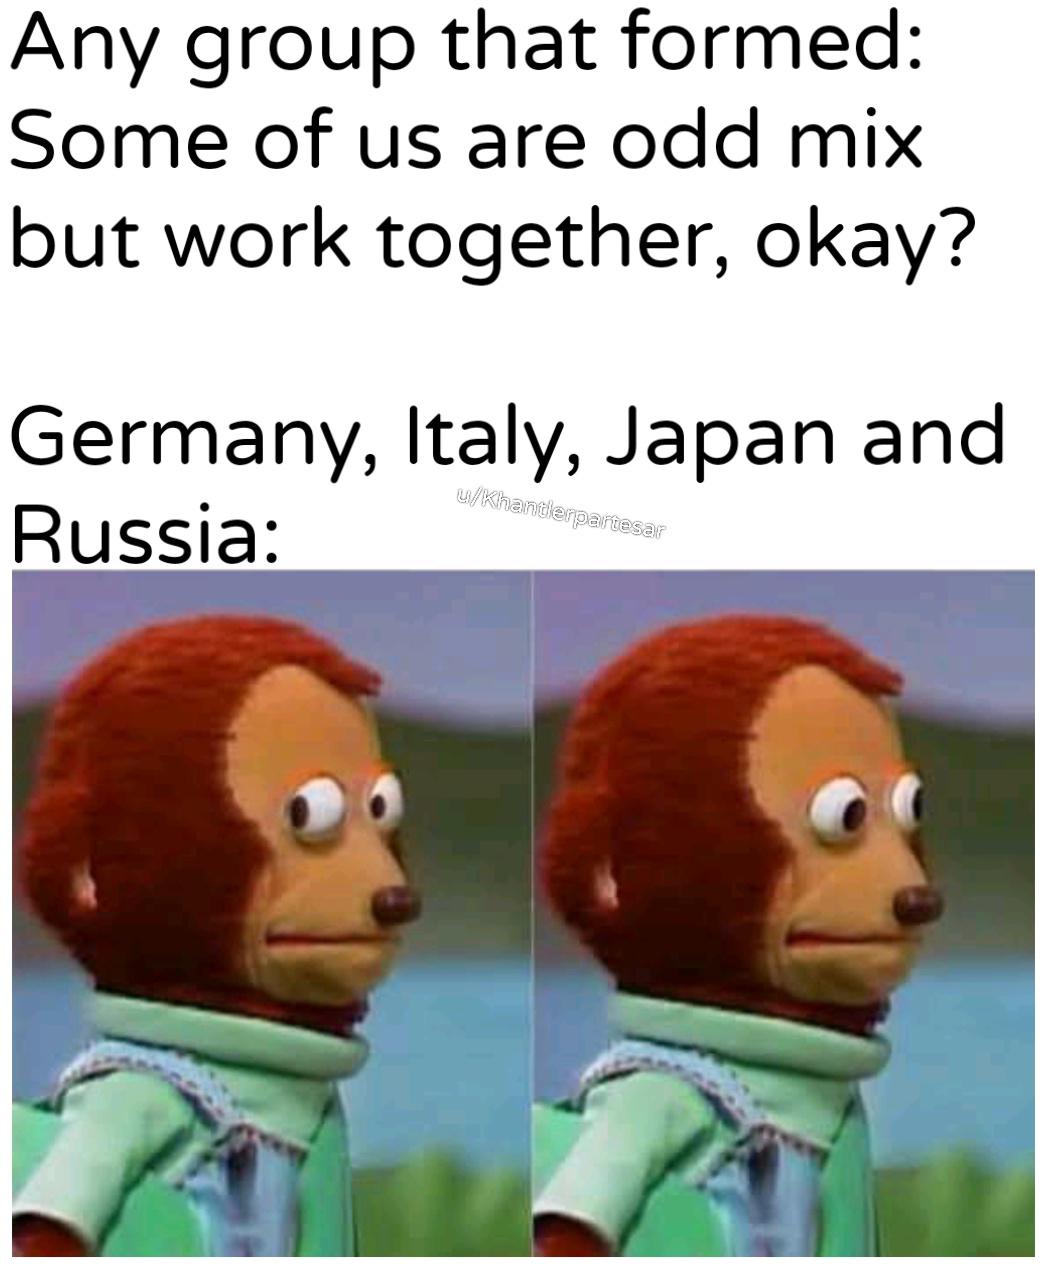 Any group that formed:
Some of us are odd mix
but work together, okay?
Germany, Italy, Japan and
u/Khantlerpartesar
Russia: